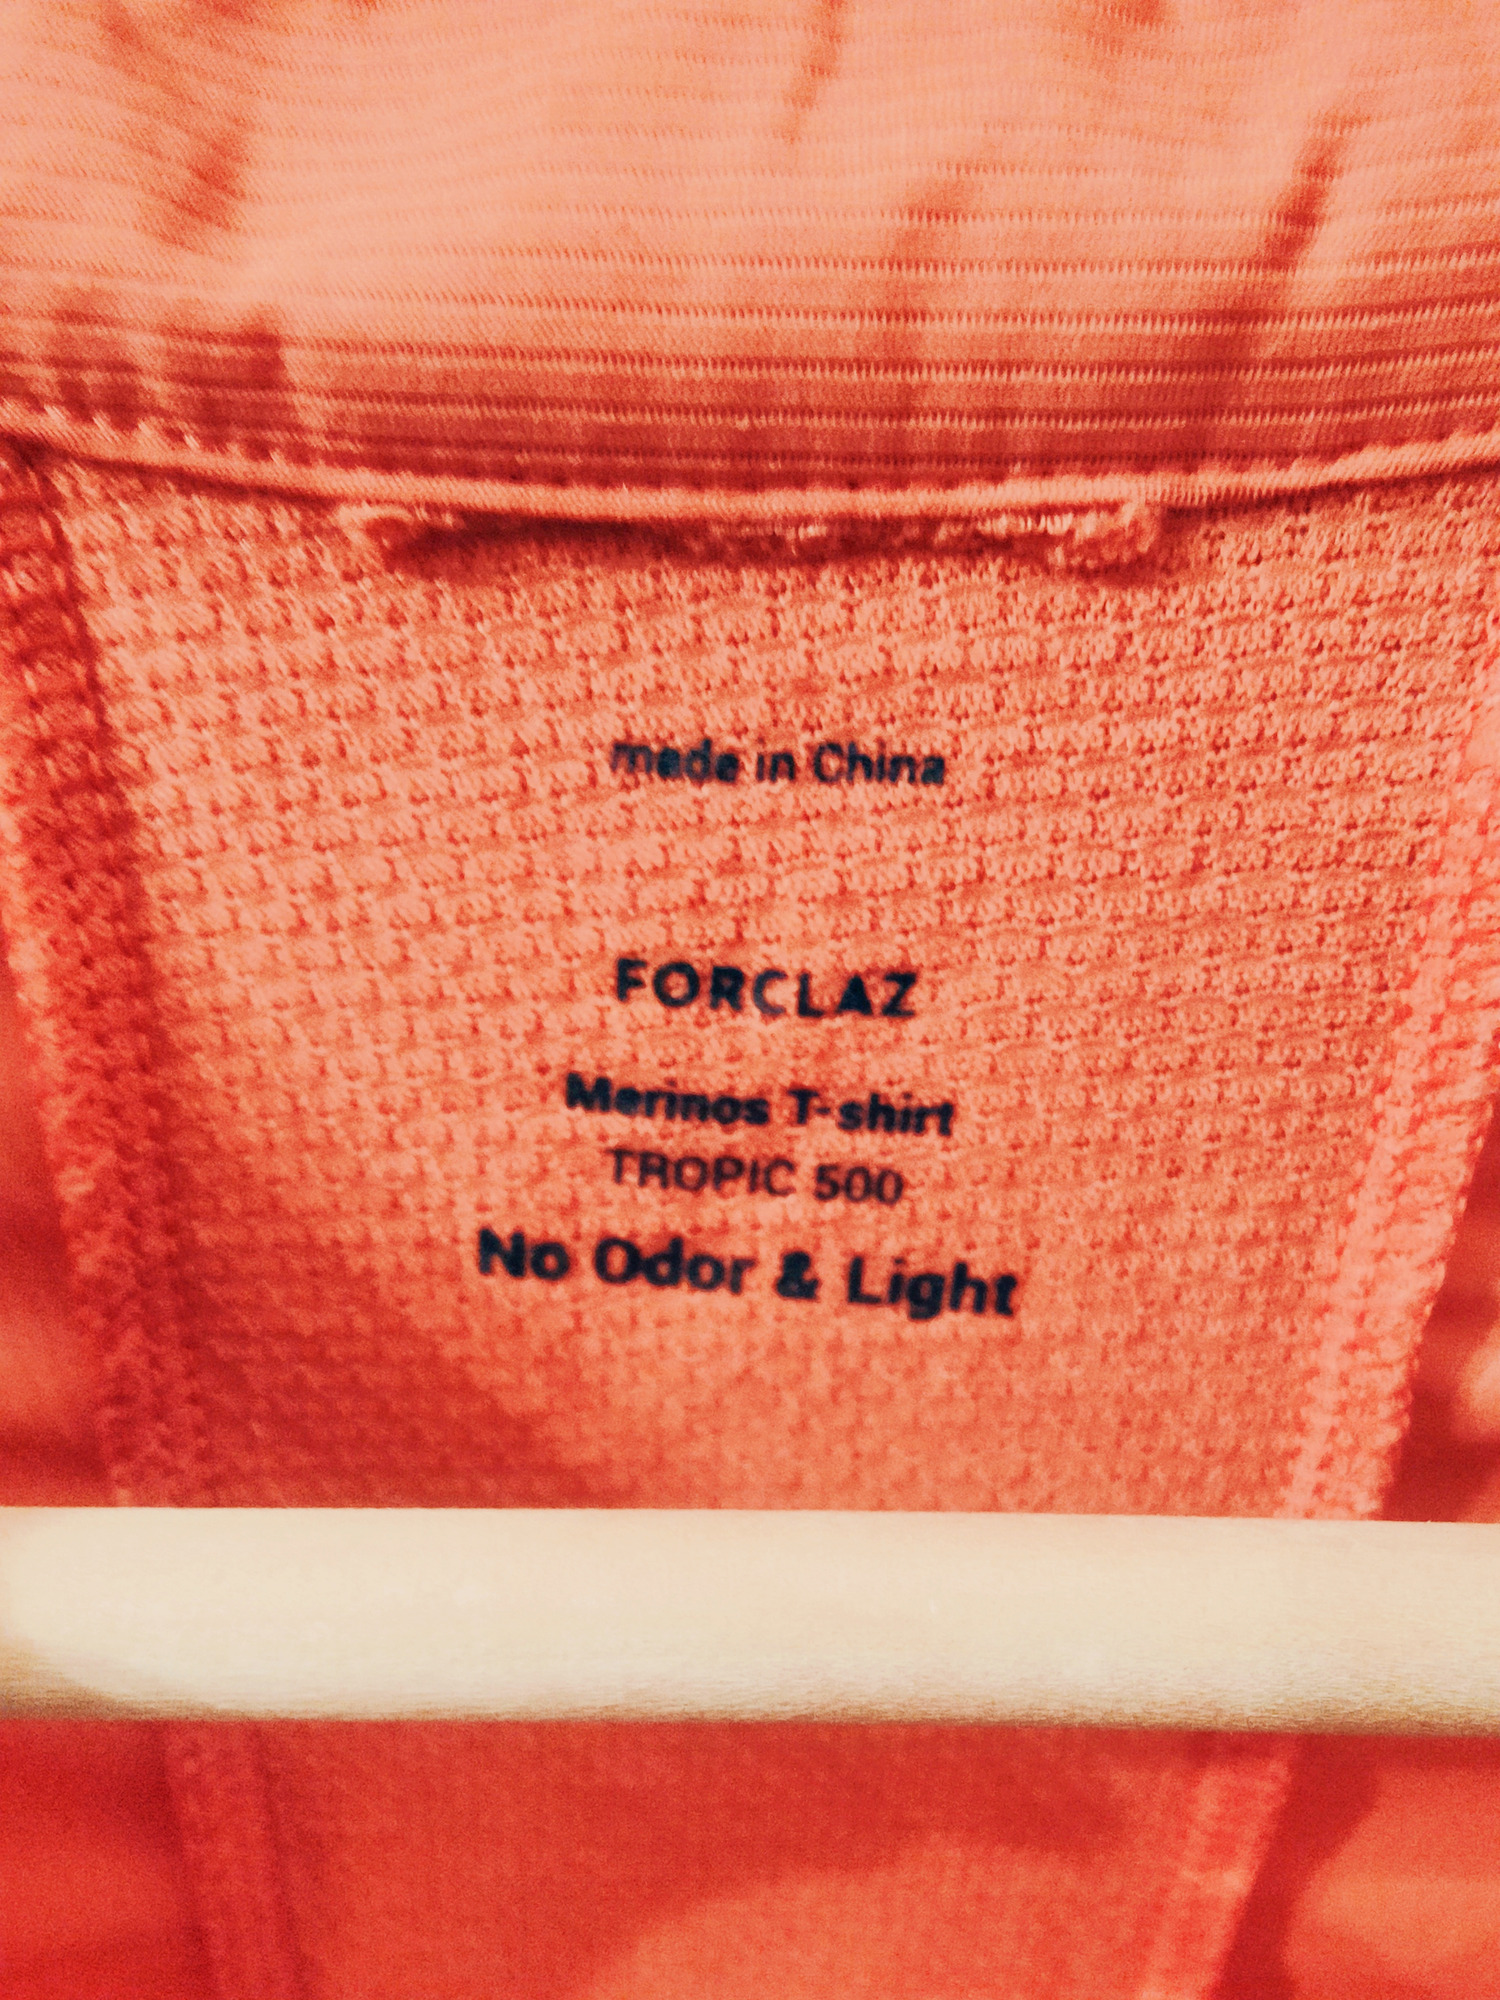 made in China
FORCLAZ
Merinos T-shirt
TROPIC 500
No Odor & Light